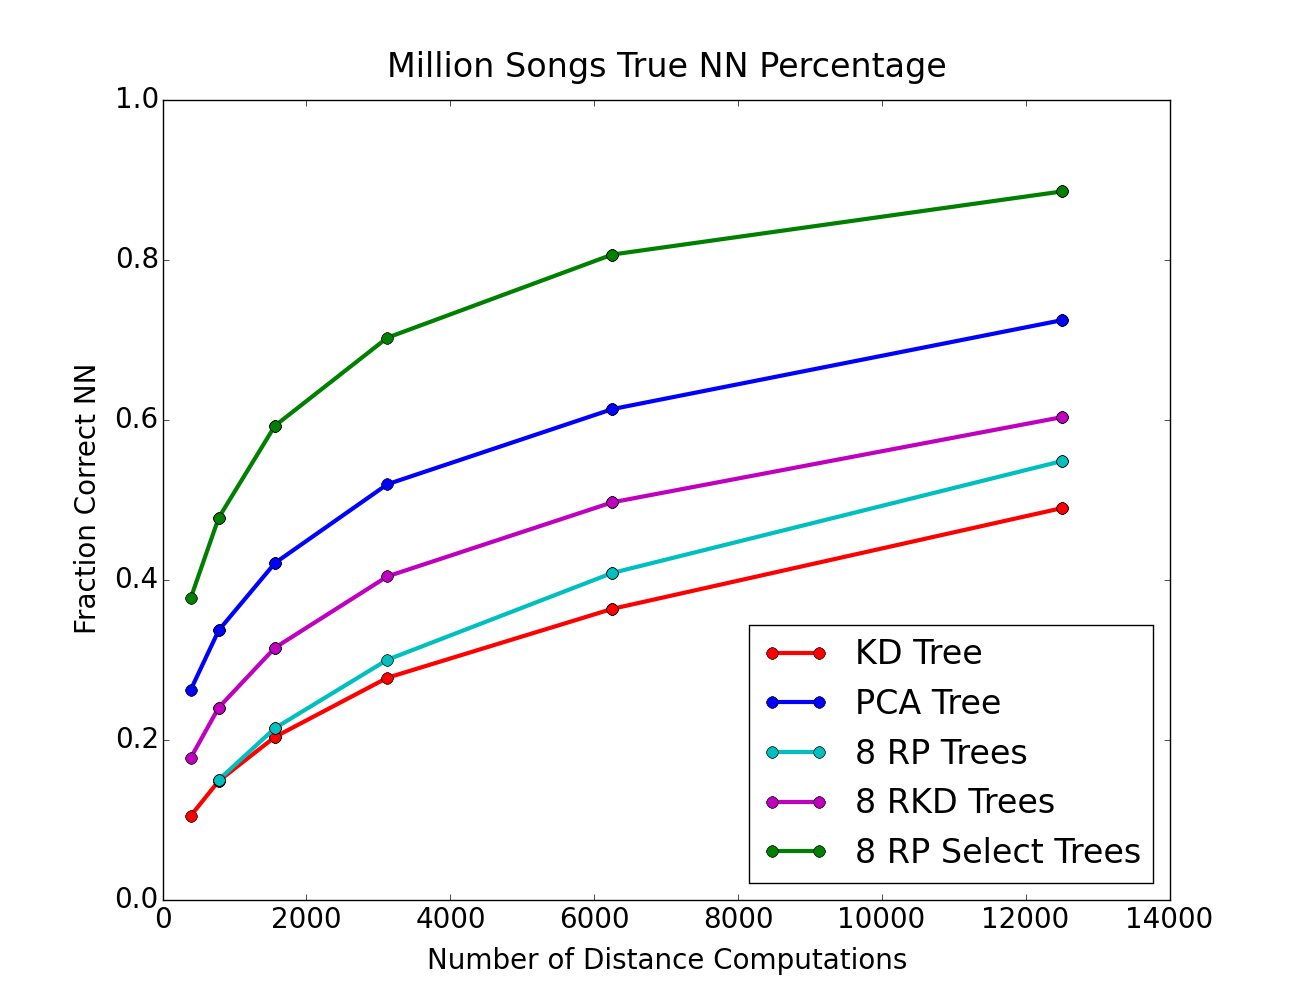 Million Songs True NN Percentage
1.0
0.8
0.6
0.4
0.2
0.0
Fraction Correct NN
0 2000 4000 6000 8000 10000 12000 14000
Number of Distance Computations
KD Tree
PCA Tree
8 RP Trees
8 RKD Trees
8 RP Select Trees